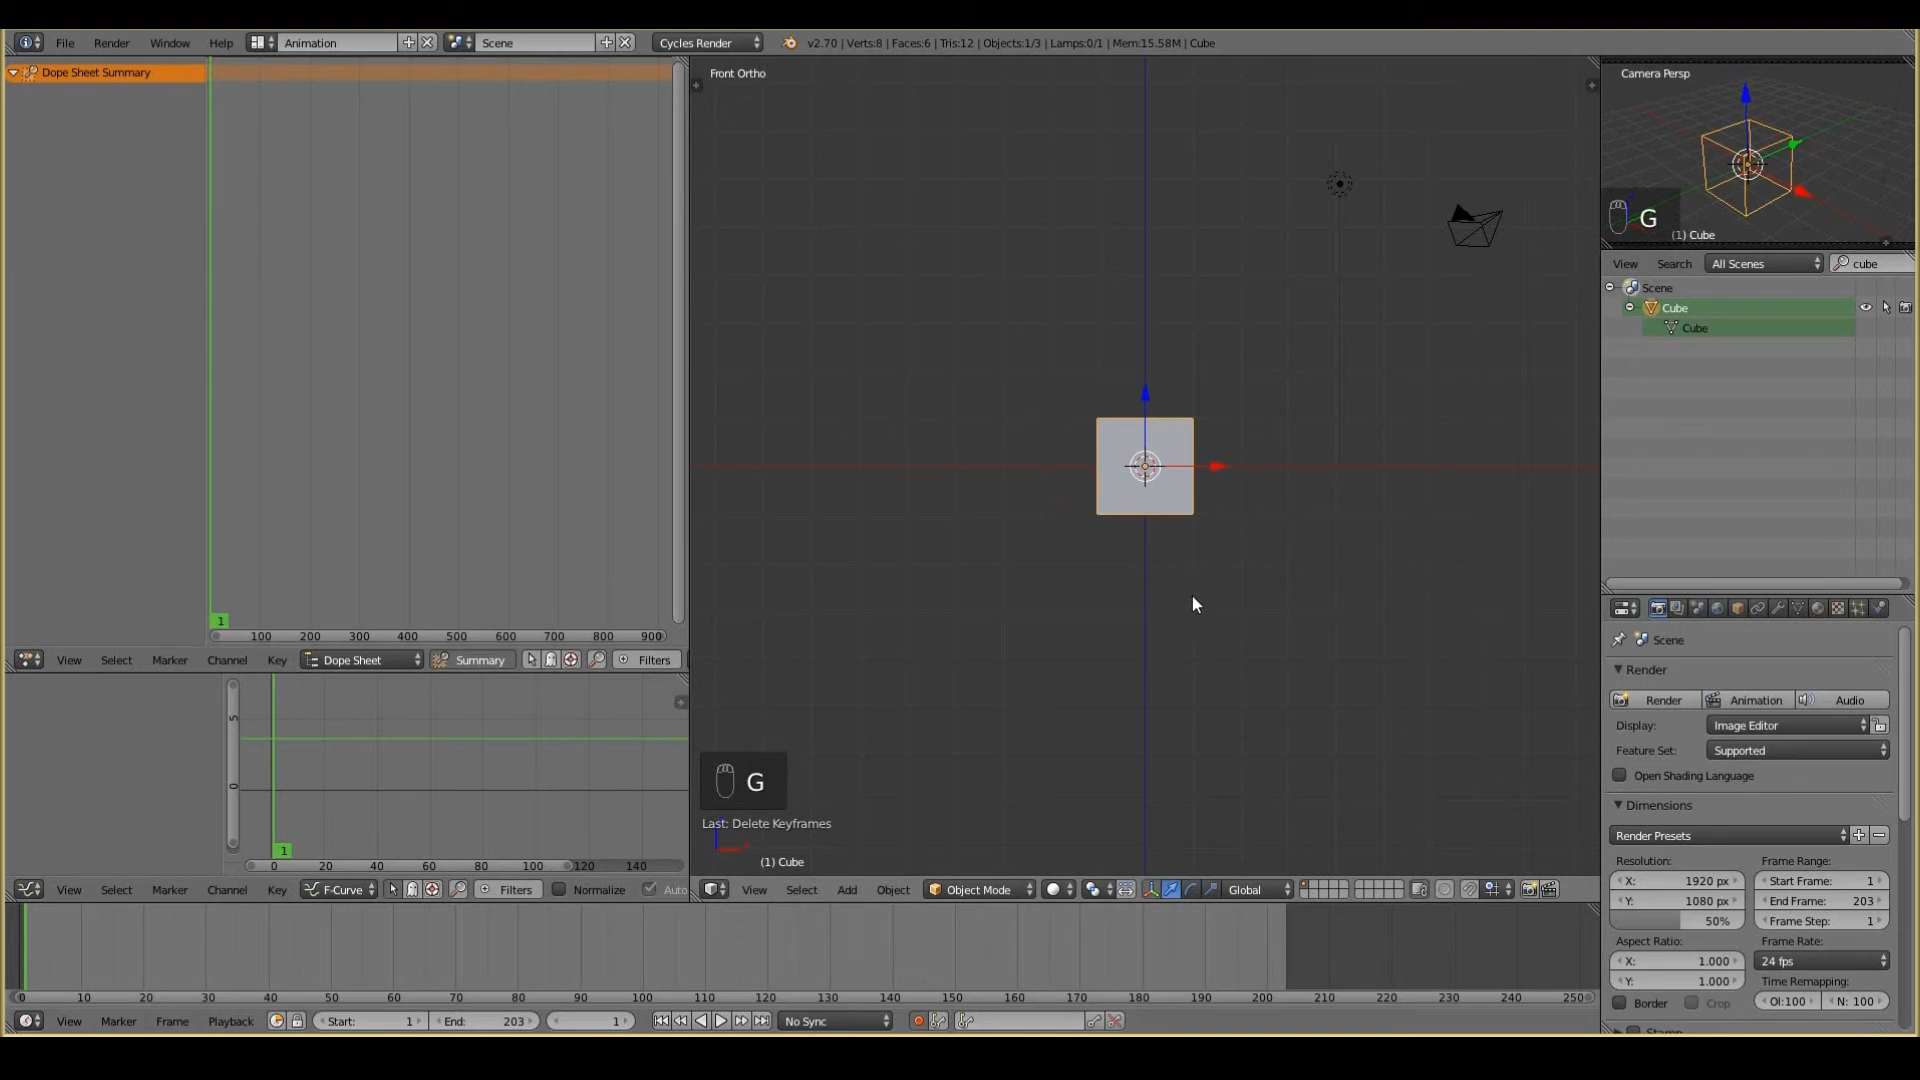 File Render Window Help Animation Scene Cycles Render v2.70 | Verts:8 | Faces:6 | Tris:12 | Objects:1/3 | Lamps:0/1 | Mem:15.58M | Cube
Dope Sheet Summary
1
100 200 300 400 500 600 700 800 900
View Select Marker Channel Key Dope Sheet Summary Filters
5
0
1
0 20 40 60 80 100 120 140
View Select Marker Channel Key F-Curve Filters Normalize Auto
Front Ortho
G
Last: Delete Keyframes
(1) Cube
View Select Add Object Object Mode Global
Camera Persp
G
(1) Cube
View Search All Scenes cube
Scene
Cube
Cube
Scene
Render
Render Animation Audio
Display: Image Editor
Feature Set: Supported
Open Shading Language
Dimensions
Render Presets
Resolution: Frame Range:
X: 1920 px Start Frame: 1
Y: 1080 px End Frame: 203
50% Frame Step: 1
Aspect Ratio: Frame Rate:
X: 1.000 24 fps
Y: 1.000 Time Remapping:
Border Crop Ol:100 N: 100
0 10 20 30 40 50 60 70 80 90 100 110 120 130 140 150 160 170 180 190 200 210 220 230 240 250
View Marker Frame Playback Start: 1 End: 203 1 No Sync